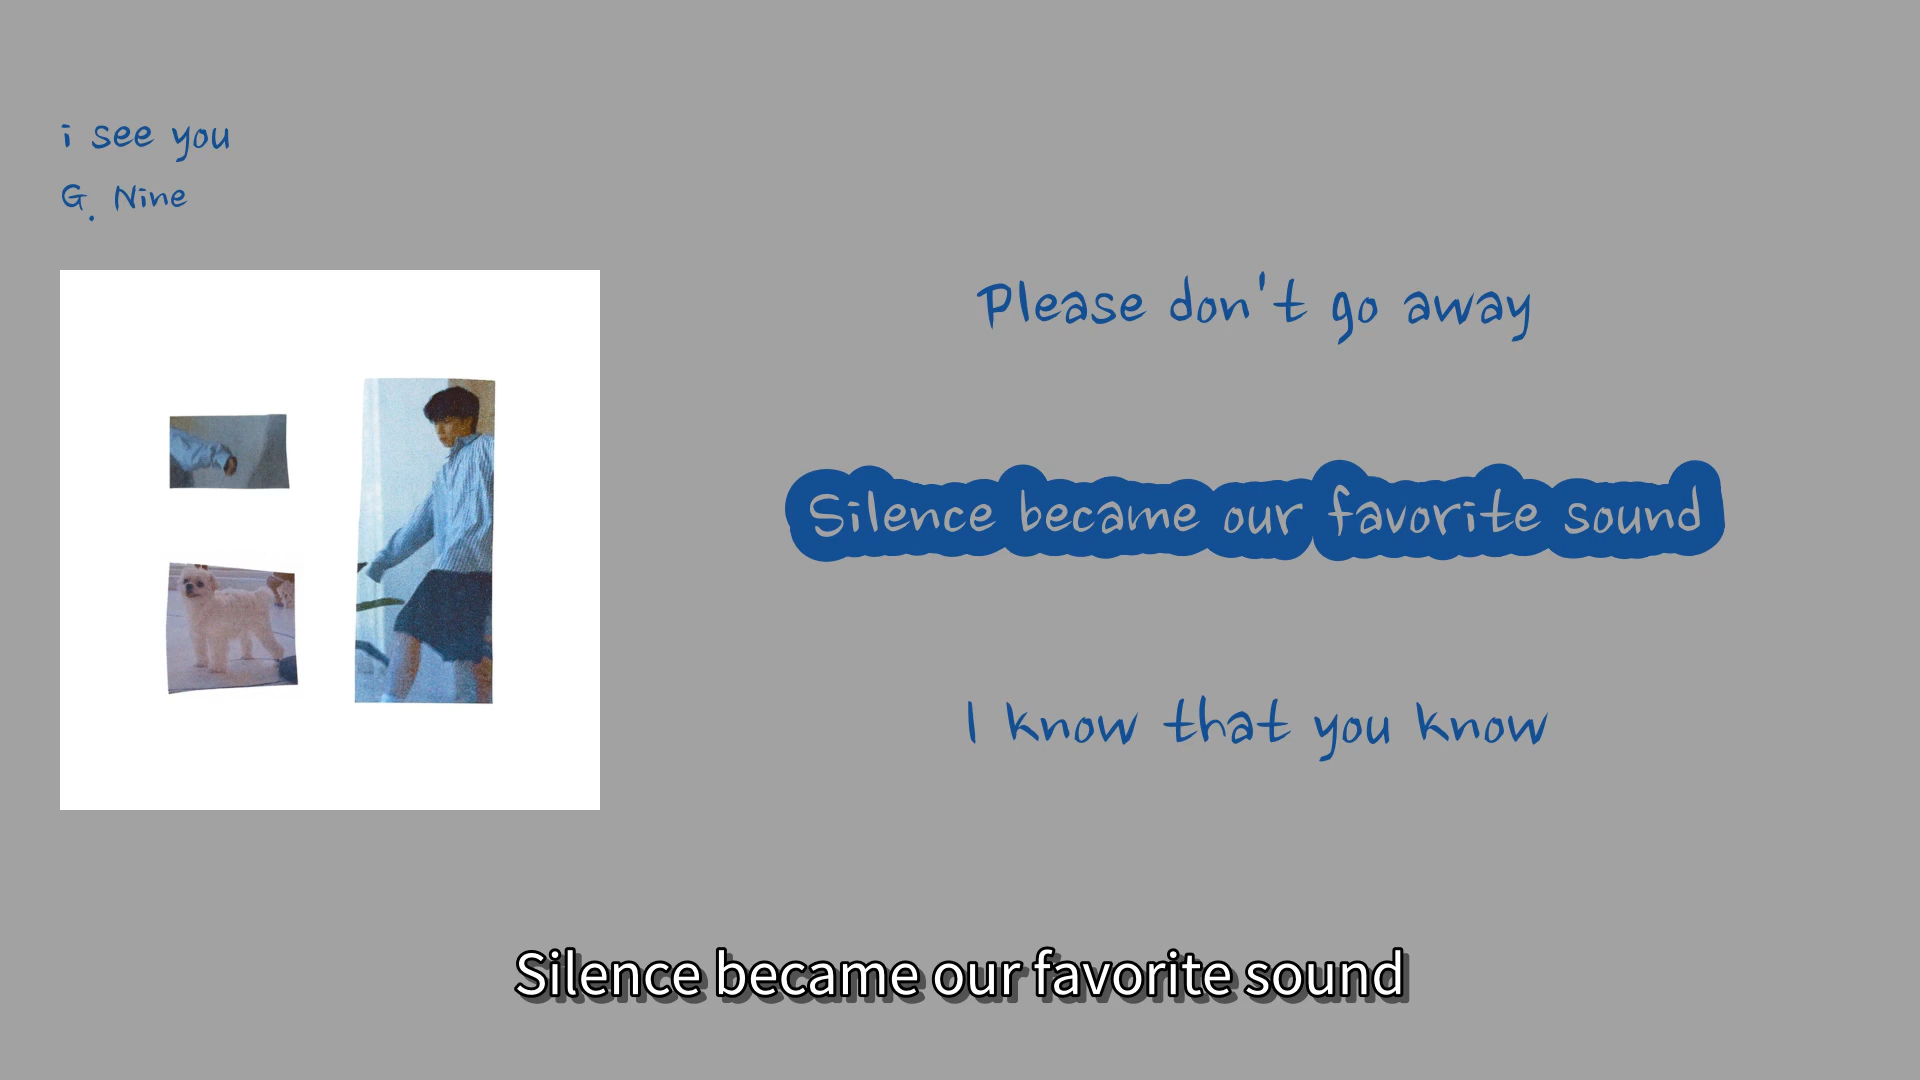 i see you
G. Nine
Please don't go away
Silence became our favorite sound
I know that you know
Silence became our favorite sound